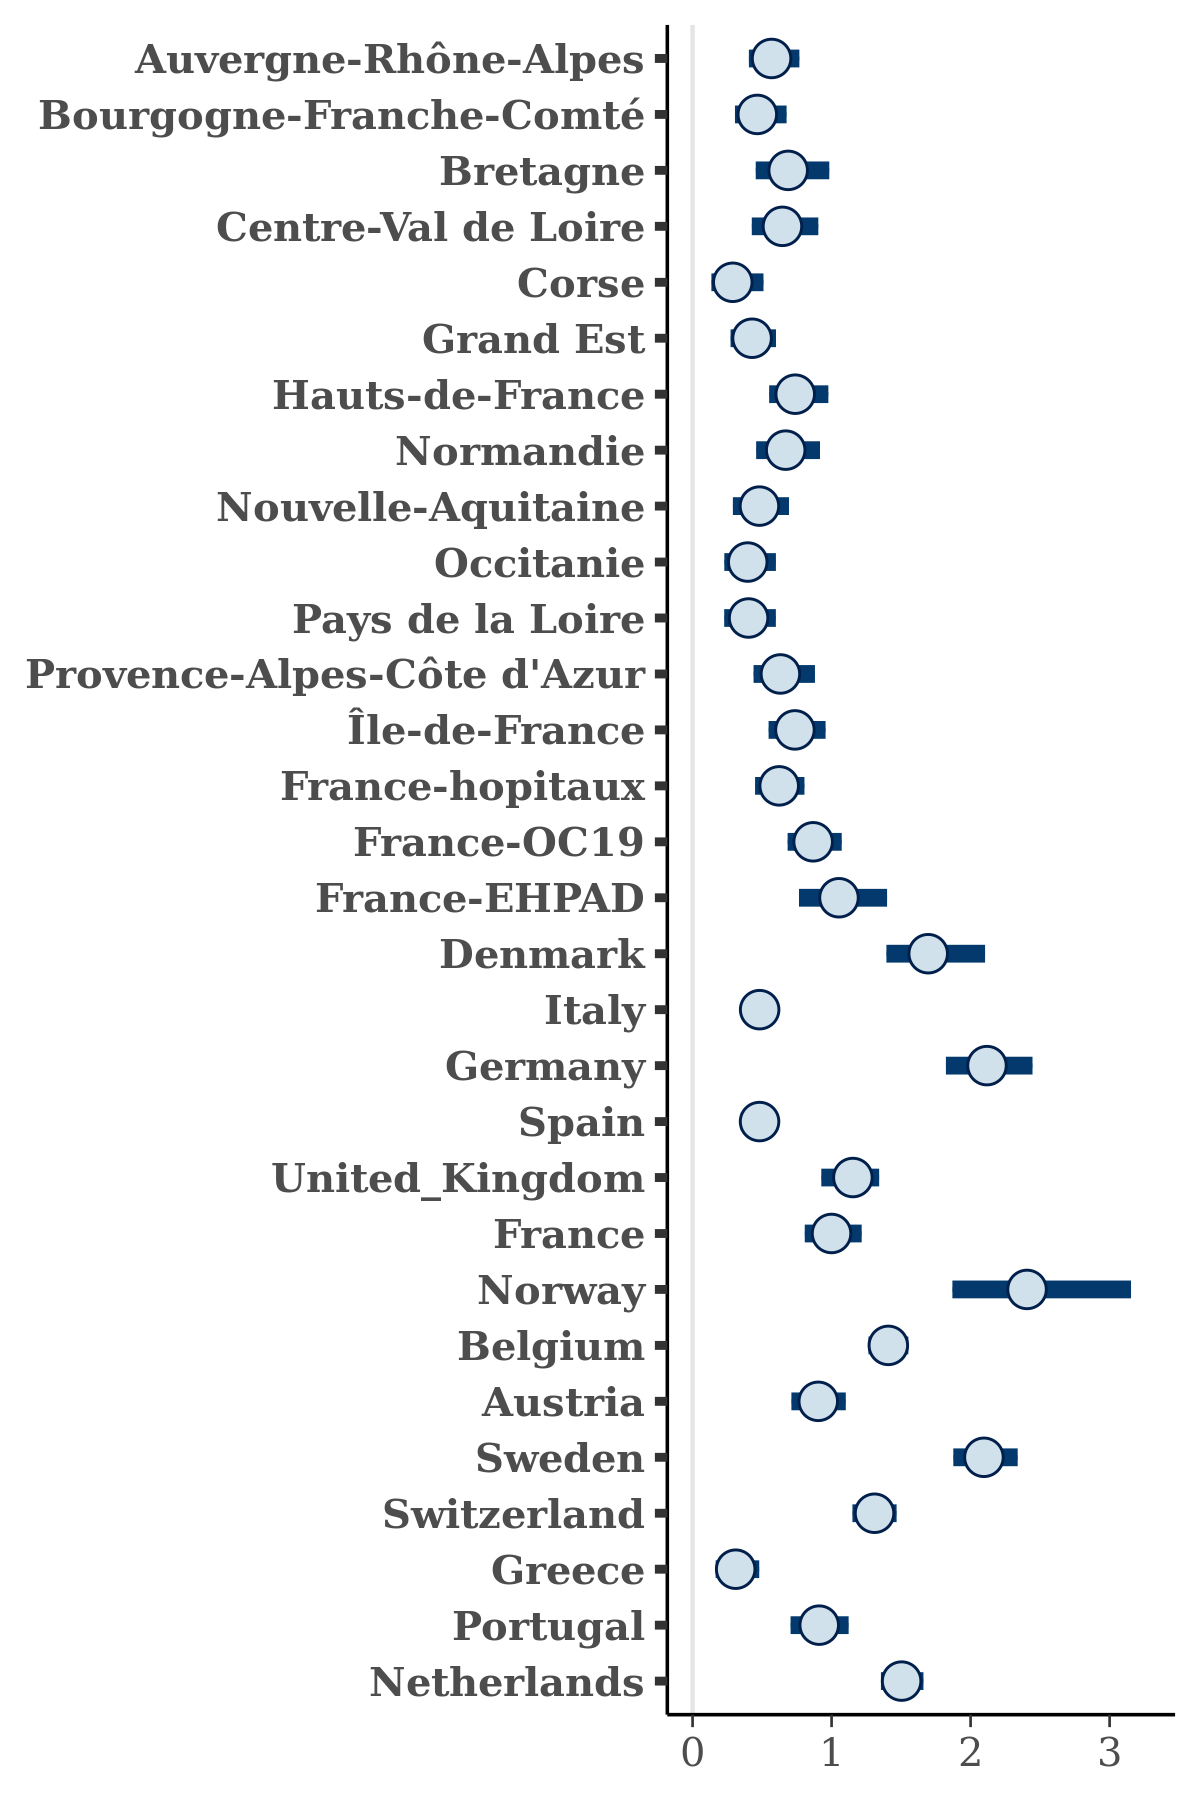 Auvergne-Rhône-Alpes
Bourgogne-Franche-Comté
Bretagne
Centre-Val de Loire
Corse
Grand Est
Hauts-de-France
Normandie
Nouvelle-Aquitaine
Occitanie
Pays de la Loire
Provence-Alpes-Côte d'Azur
Île-de-France
France-hopitaux
France-OC19
France-EHPAD
Denmark
Italy
Germany
Spain
United_Kingdom
France
Norway
Belgium
Austria
Sweden
Switzerland
Greece
Portugal
Netherlands
0 1 2 3